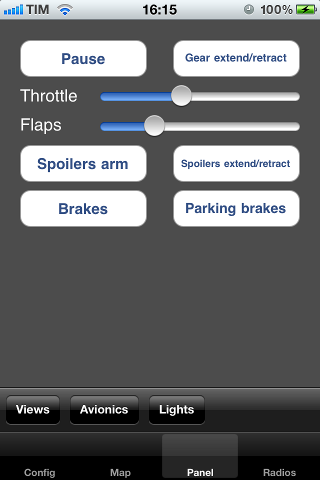 TIM 16:15 100%
Pause Gear extend/retract
Throttle
Flaps
Spoilers arm Spoilers extend/retract
Brakes Parking brakes
Views Avionics Lights
Config Map Panel Radios